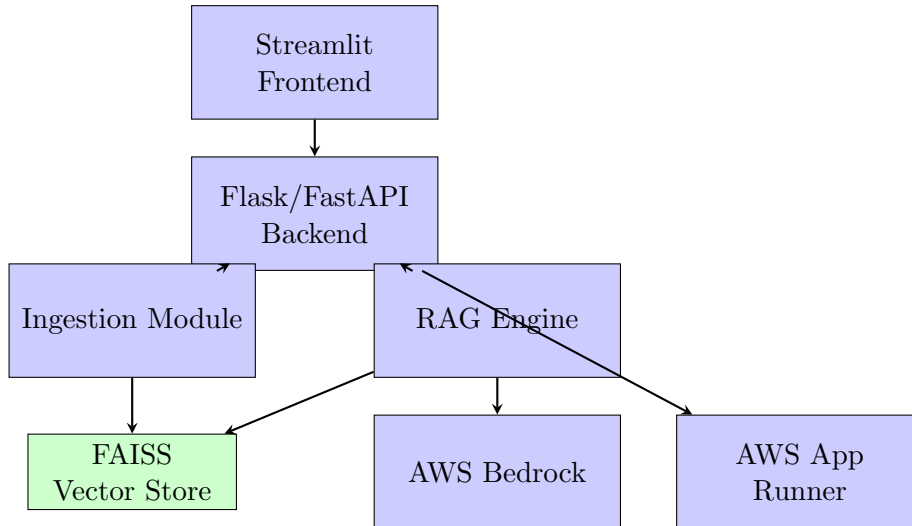 Streamlit
Frontend
Flask/FastAPI
Backend
Ingestion Module
RAG Engine
FAISS
Vector Store
AWS Bedrock
AWS App
Runner